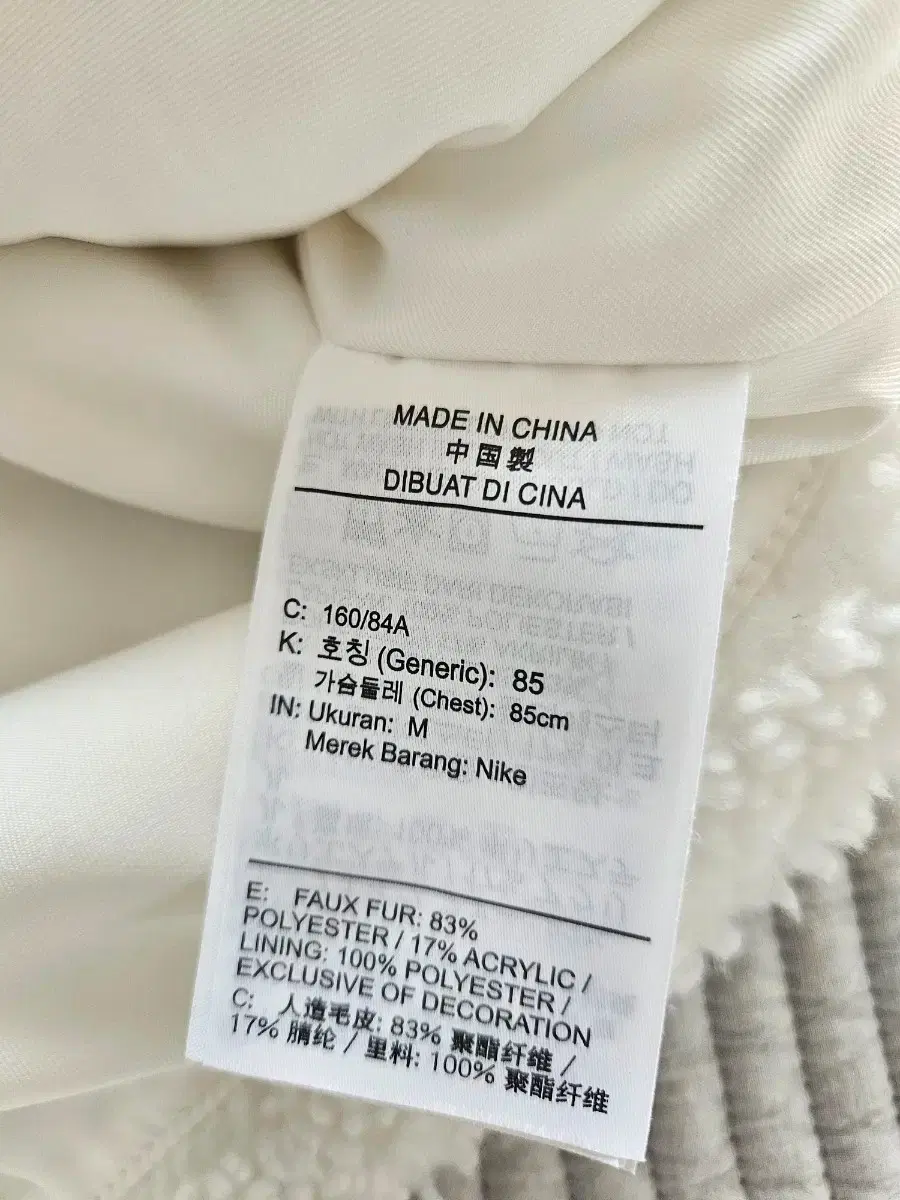 MADE IN CHINA
中国製
DIBUAT DI CINA
C: 160/84A
K: 호칭 (Generic): 85
가슴둘레 (Chest): 85cm
IN: Ukuran: M
Merek Barang: Nike
E: FAUX FUR: 83%
POLYESTER / 17% ACRYLIC /
LINING: 100% POLYESTER /
EXCLUSIVE OF DECORATION
C: 人造毛皮: 83% 聚酯纤维 /
17% 腈纶 / 里料: 100% 聚酯纤维